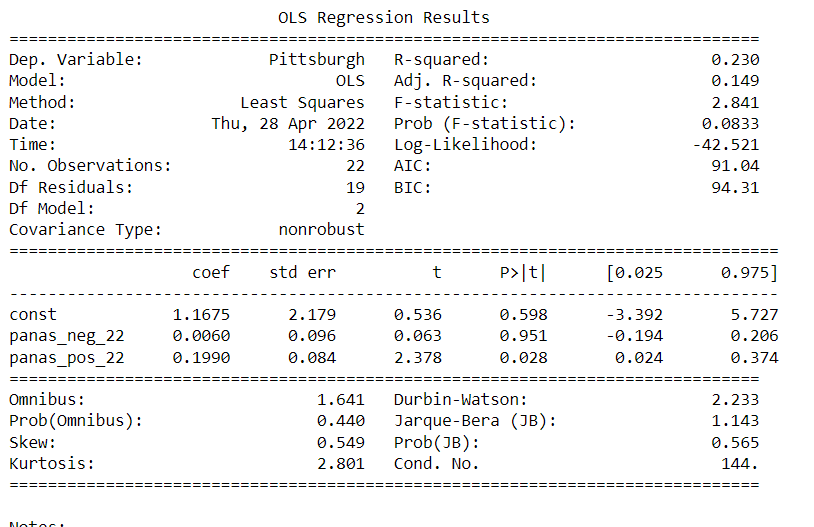 OLS Regression Results
==============================================================================
Dep. Variable: Pittsburgh R-squared: 0.230
Model: OLS Adj. R-squared: 0.149
Method: Least Squares F-statistic: 2.841
Date: Thu, 28 Apr 2022 Prob (F-statistic): 0.0833
Time: 14:12:36 Log-Likelihood: -42.521
No. Observations: 22 AIC: 91.04
Df Residuals: 19 BIC: 94.31
Df Model: 2
Covariance Type: nonrobust
================================================================================
coef std err t P>|t| [0.025 0.975]
--------------------------------------------------------------------------------
const 1.1675 2.179 0.536 0.598 -3.392 5.727
panas_neg_22 0.0060 0.096 0.063 0.951 -0.194 0.206
panas_pos_22 0.1990 0.084 2.378 0.028 0.024 0.374
==============================================================================
Omnibus: 1.641 Durbin-Watson: 2.233
Prob(Omnibus): 0.440 Jarque-Bera (JB): 1.143
Skew: 0.549 Prob(JB): 0.565
Kurtosis: 2.801 Cond. No. 144.
==============================================================================
Notes: